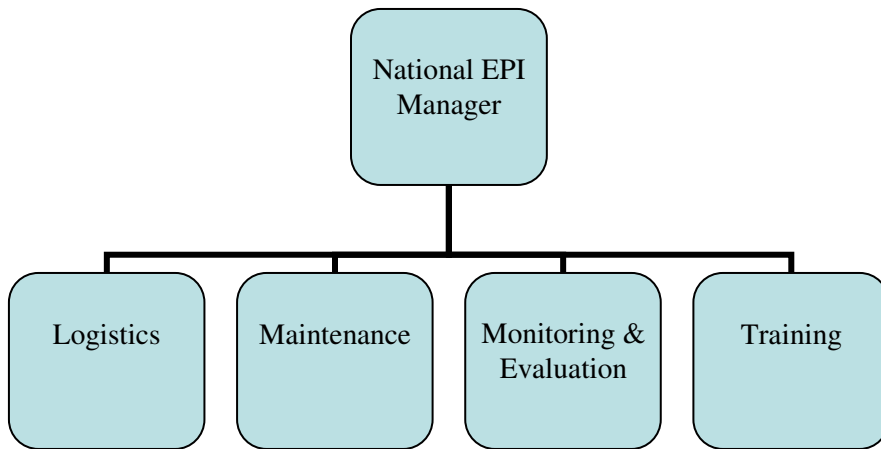 National EPI
Manager
Logistics
Maintenance
Monitoring &
Evaluation
Training